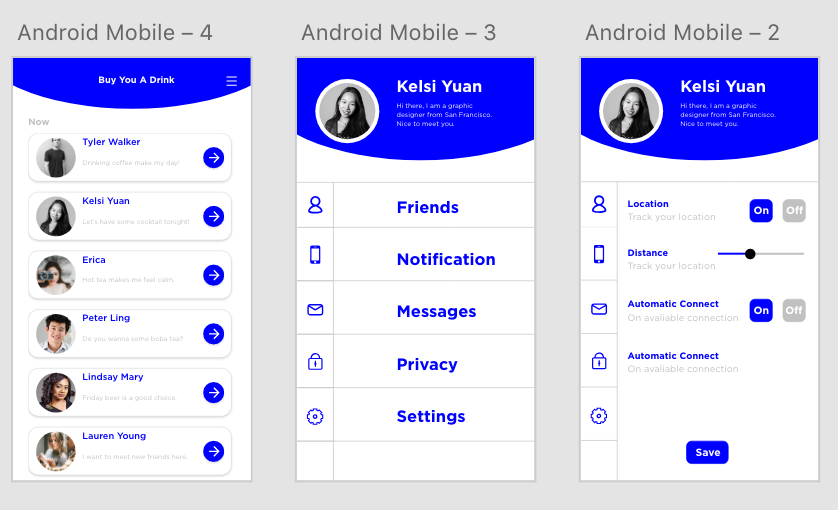 Android Mobile – 4
Buy You A Drink
Now
Tyler Walker
Drinking coffee make my day!
Kelsi Yuan
Let's have some cocktail tonight!
Erica
Hot tea makes me feel calm.
Peter Ling
Do you wanna some boba tea?
Lindsay Mary
Friday beer is a good choice.
Lauren Young
I want to meet new friends here.
Android Mobile – 3
Kelsi Yuan
Hi there, I am a graphic
designer from San Francisco.
Nice to meet you.
Friends
Notification
Messages
Privacy
Settings
Android Mobile – 2
Kelsi Yuan
Hi there, I am a graphic
designer from San Francisco.
Nice to meet you.
Location
Track your location
On Off
Distance
Track your location
Automatic Connect
On avaliable connection
On Off
Automatic Connect
On avaliable connection
Save